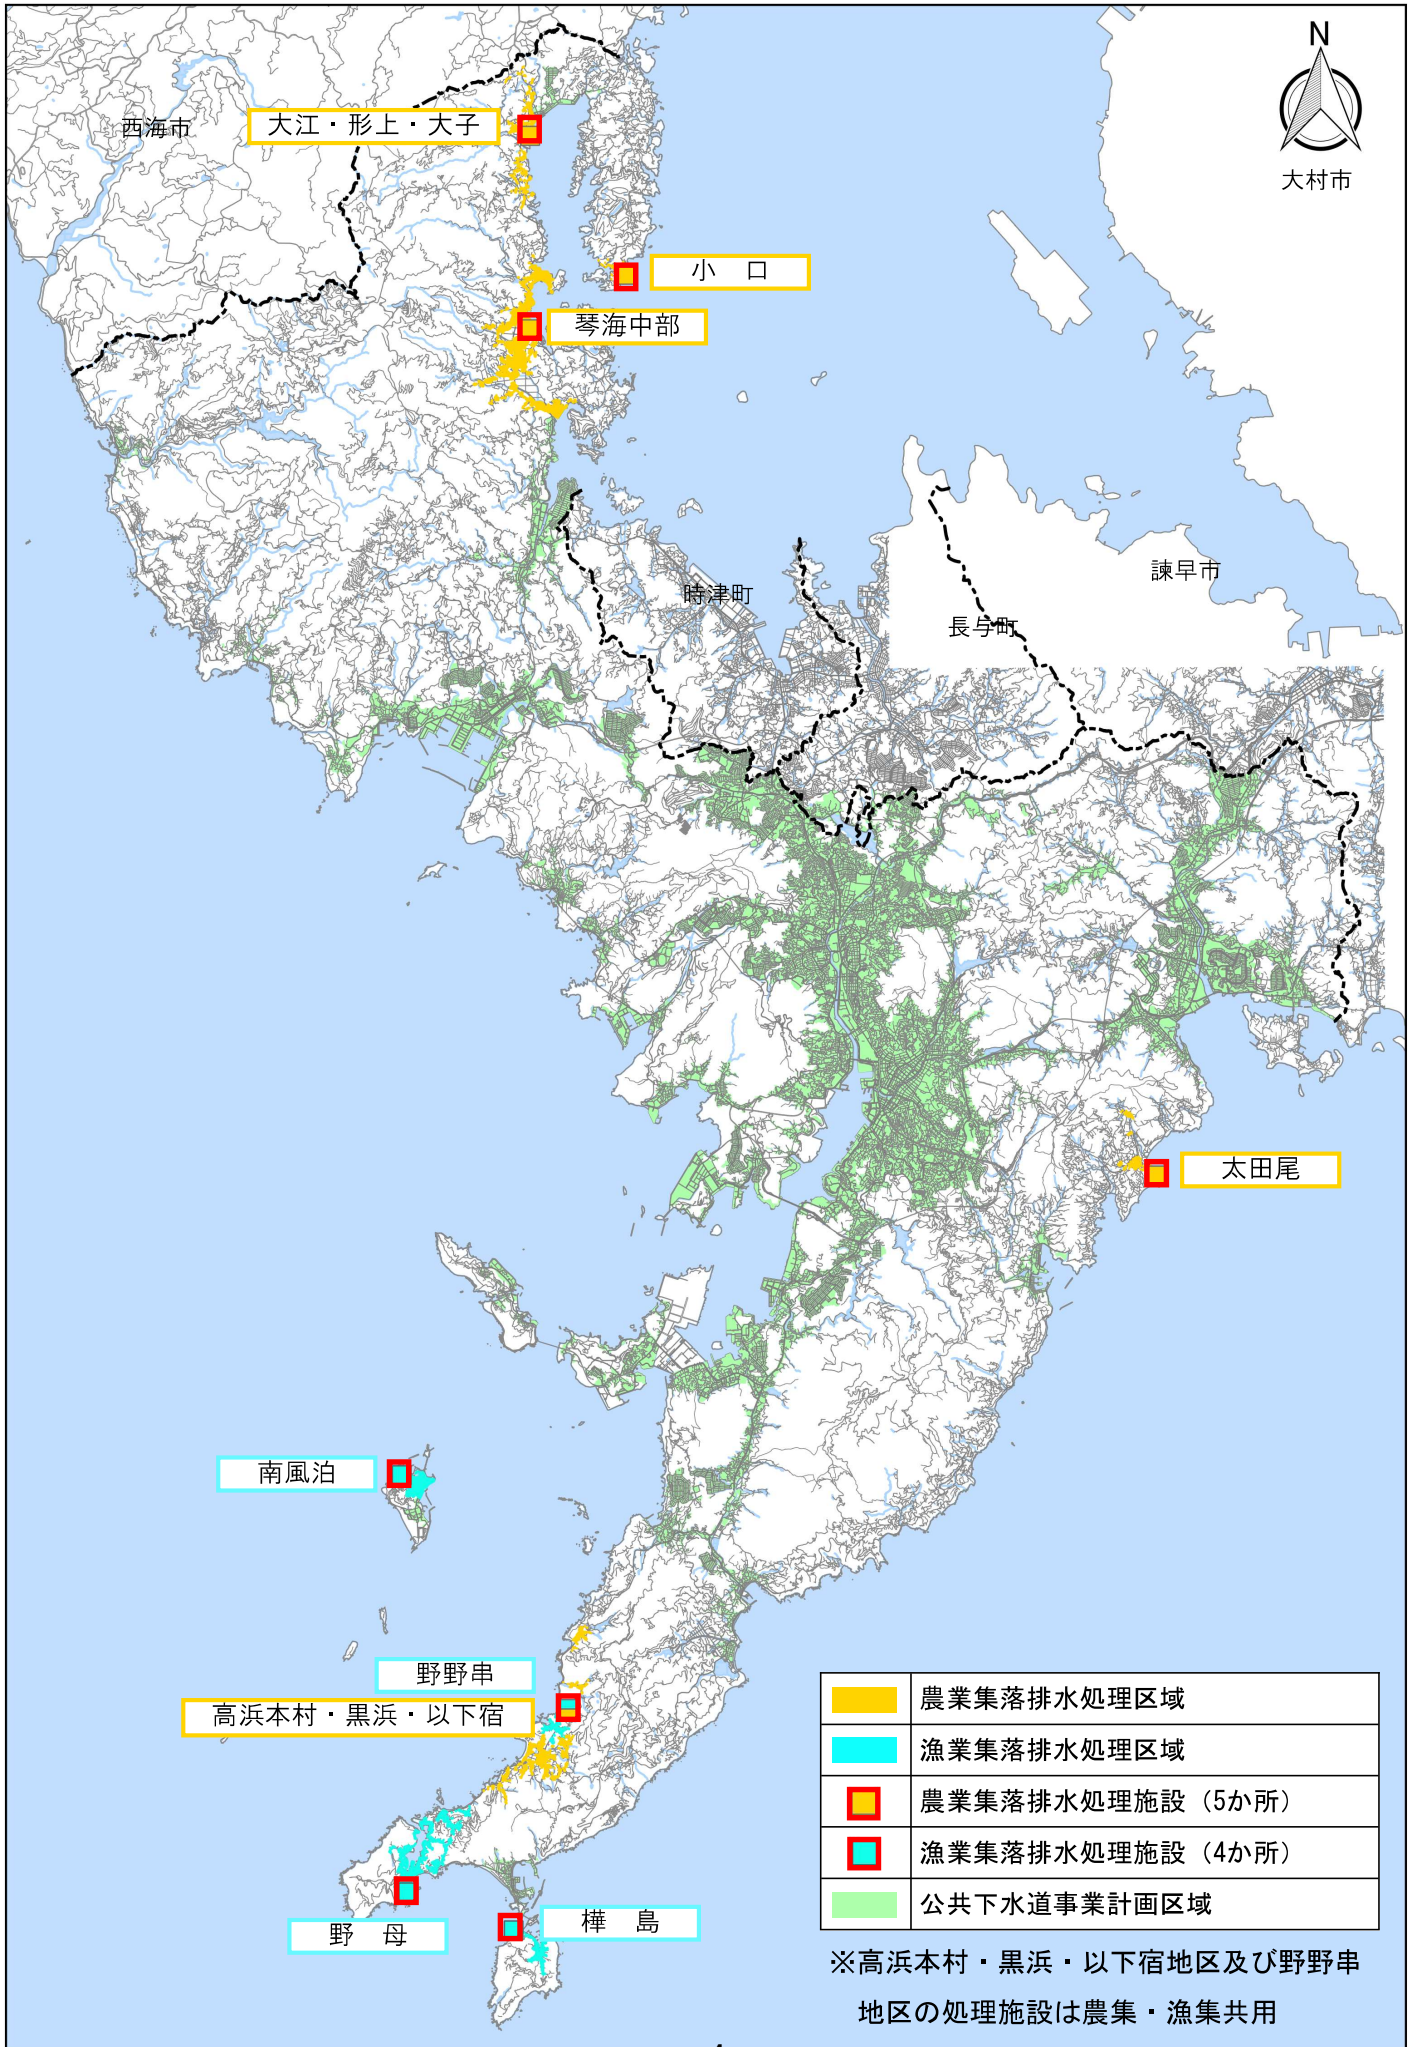 N
西海市
大江・形上・大子
大村市
小　口
琴海中部
時津町
諫早市
長与町
太田尾
南風泊
野野串
高浜本村・黒浜・以下宿
野　母
樺　島
農業集落排水処理区域
漁業集落排水処理区域
農業集落排水処理施設（5か所）
漁業集落排水処理施設（4か所）
公共下水道事業計画区域
※高浜本村・黒浜・以下宿地区及び野野串
地区の処理施設は農集・漁集共用